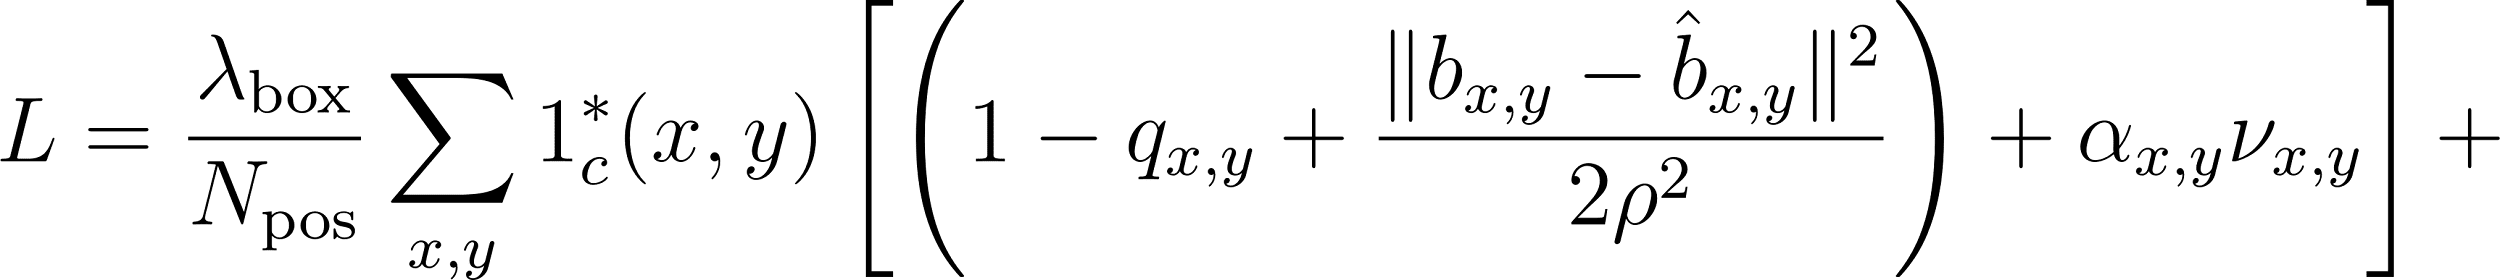 L = \frac{\lambda_{\text{box}}}{N_{\text{pos}}} \sum_{x,y} 1_c^*(x, y) \left[ \left( 1 - q_{x,y} + \frac{\| b_{x,y} - \hat{b}_{x,y} \|^2}{2\rho^2} \right) + \alpha_{x,y} \nu_{x,y} \right] +